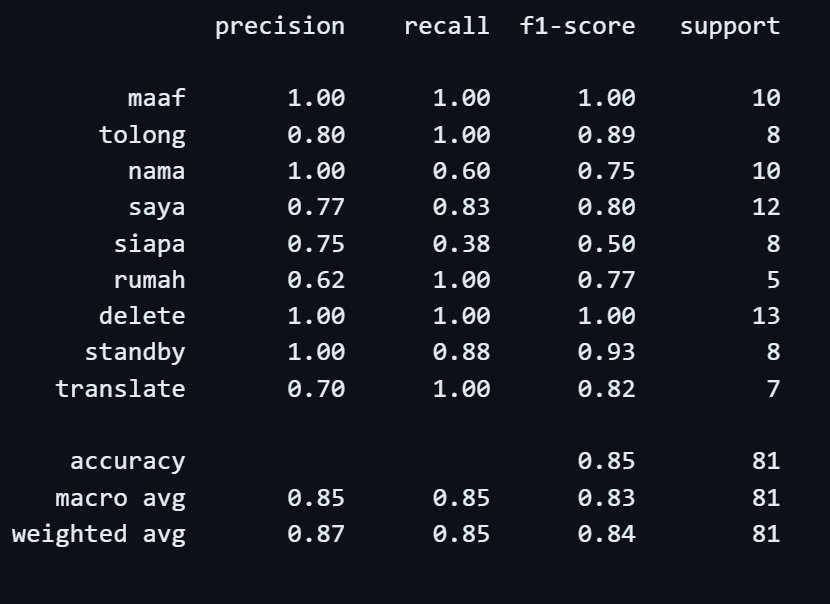 precision recall f1-score support
maaf 1.00 1.00 1.00 10
tolong 0.80 1.00 0.89 8
nama 1.00 0.60 0.75 10
saya 0.77 0.83 0.80 12
siapa 0.75 0.38 0.50 8
rumah 0.62 1.00 0.77 5
delete 1.00 1.00 1.00 13
standby 1.00 0.88 0.93 8
translate 0.70 1.00 0.82 7
accuracy 0.85 81
macro avg 0.85 0.85 0.83 81
weighted avg 0.87 0.85 0.84 81